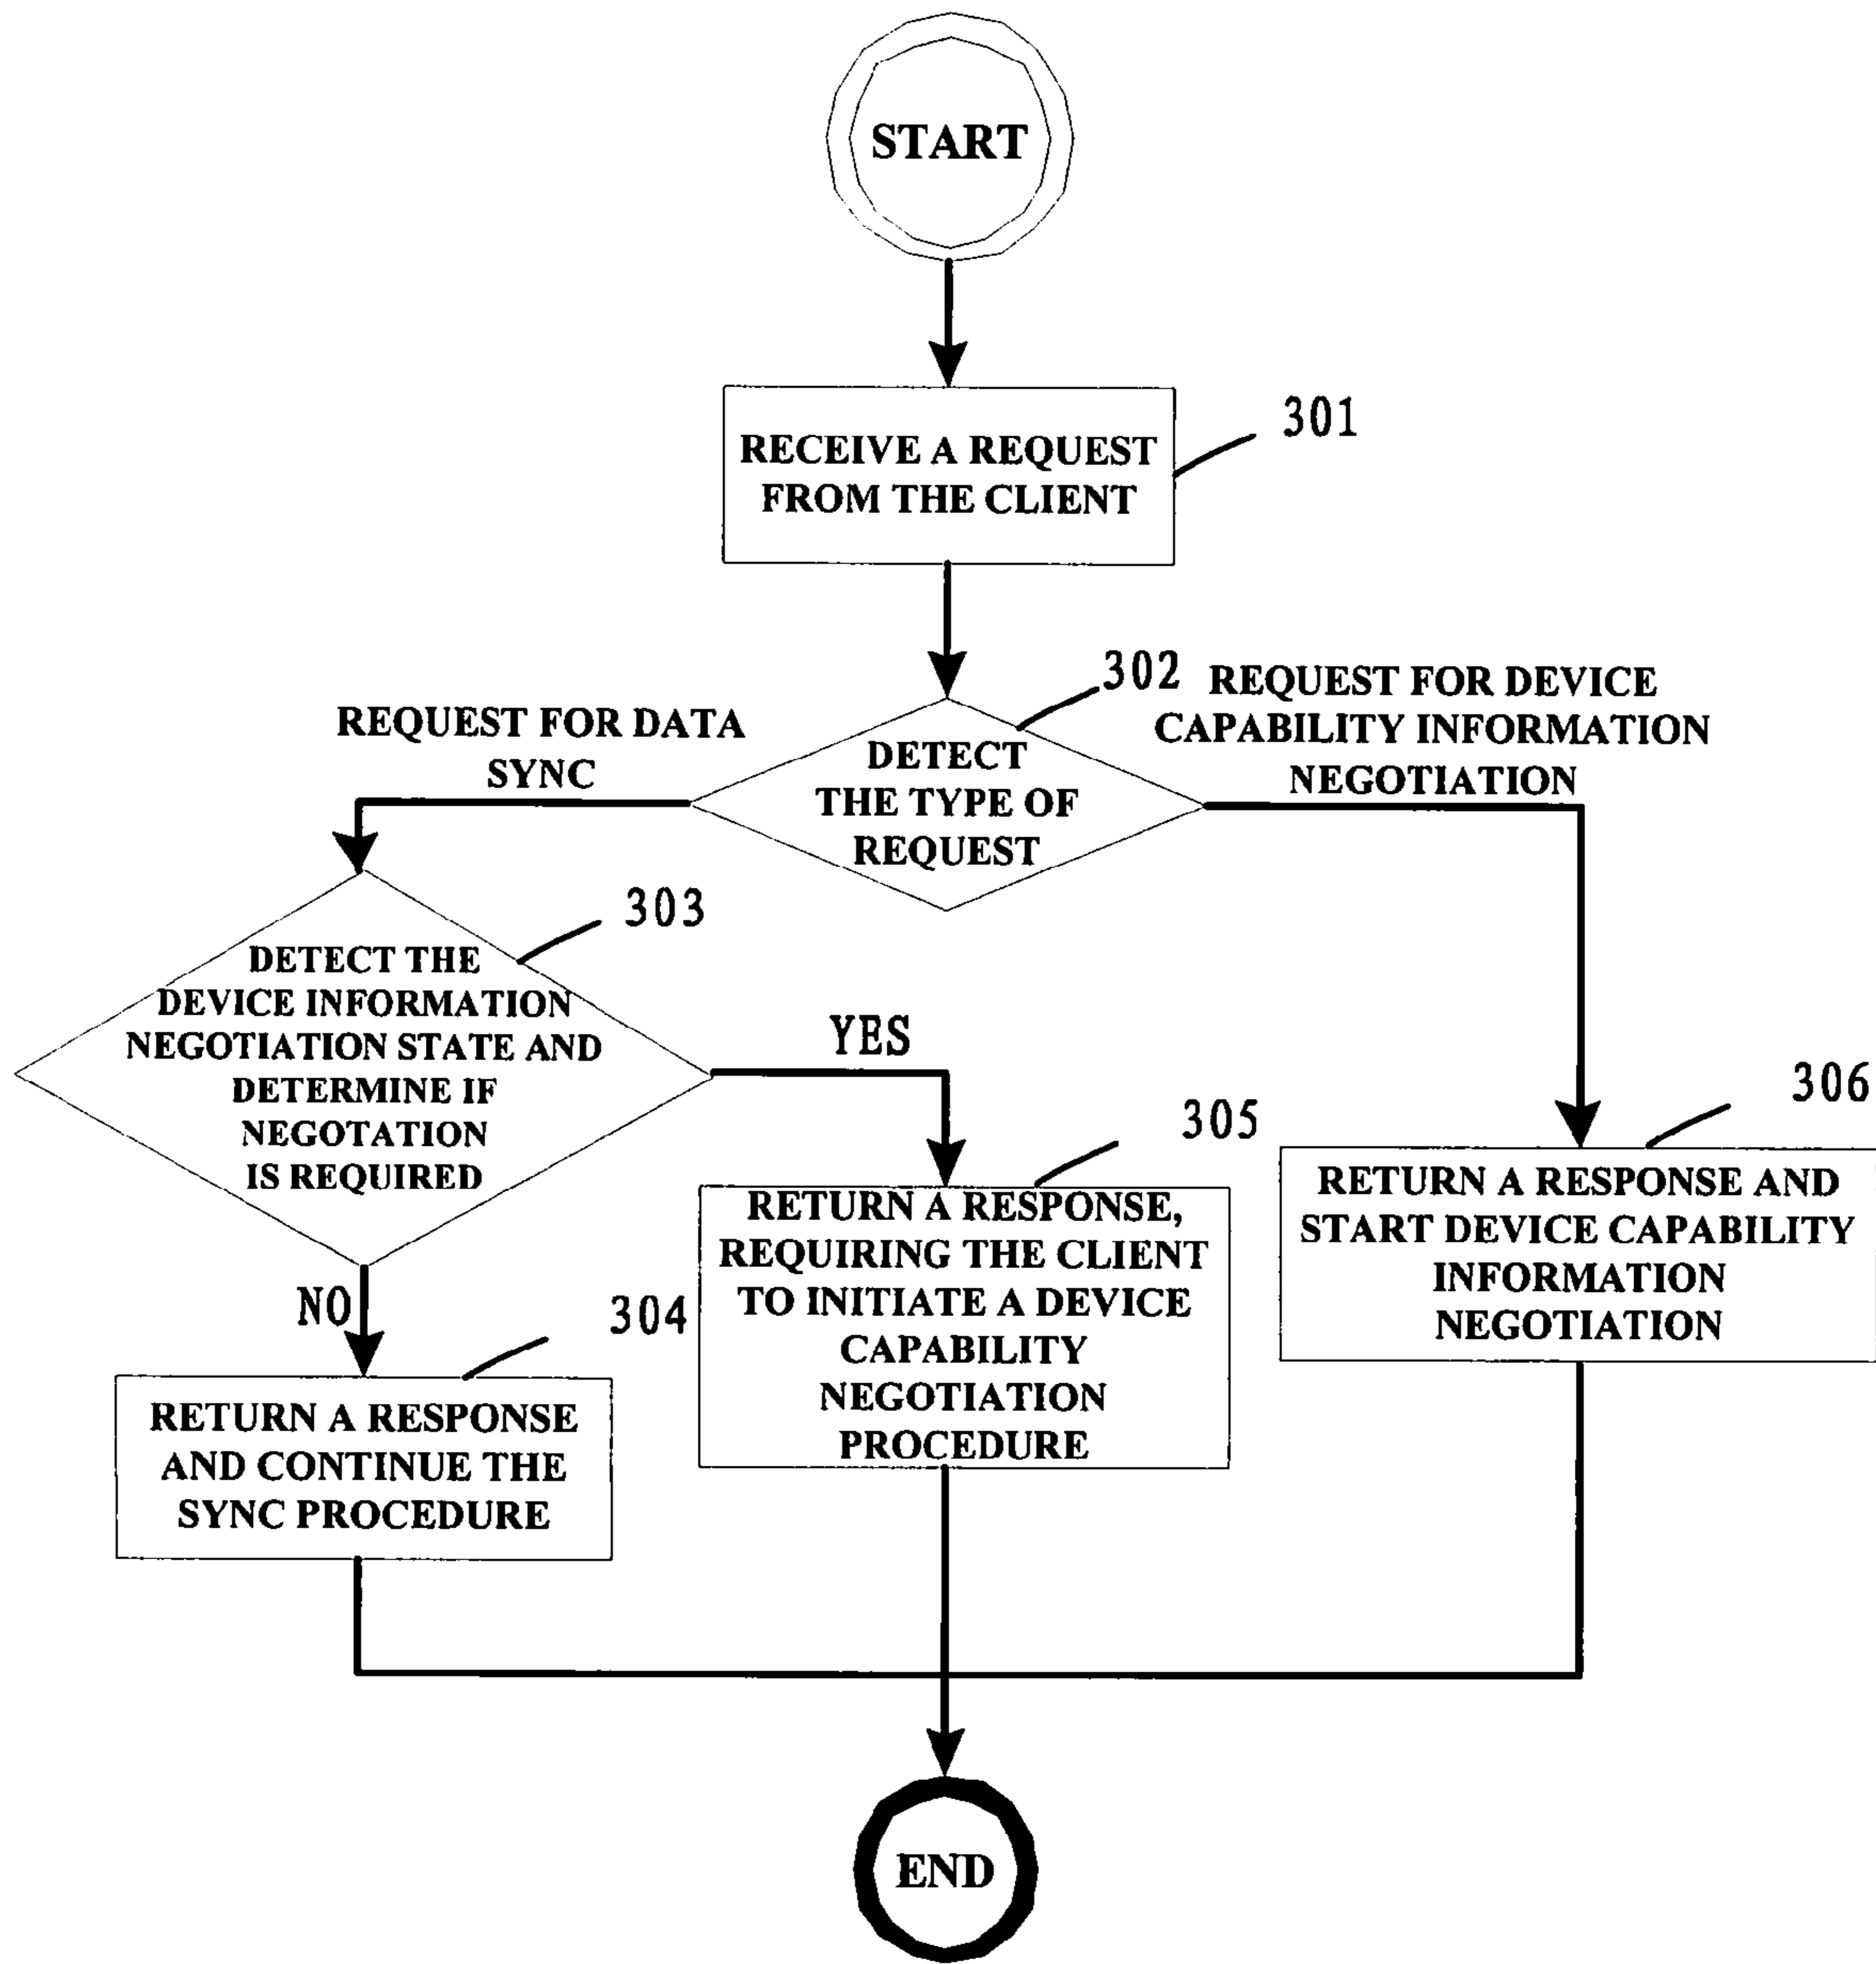 START
301
RECEIVE A REQUEST
FROM THE CLIENT
302
REQUEST FOR DEVICE
CAPABILITY INFORMATION
NEGOTIATION
REQUEST FOR DATA
SYNC
DETECT
THE TYPE OF
REQUEST
303
DETECT THE
DEVICE INFORMATION
NEGOTIATION STATE AND
DETERMINE IF
NEGOTATION
IS REQUIRED
YES
NO
305
RETURN A RESPONSE,
REQUIRING THE CLIENT
TO INITIATE A DEVICE
CAPABILITY
NEGOTIATION
PROCEDURE
306
RETURN A RESPONSE AND
START DEVICE CAPABILITY
INFORMATION
NEGOTIATION
304
RETURN A RESPONSE
AND CONTINUE THE
SYNC PROCEDURE
END